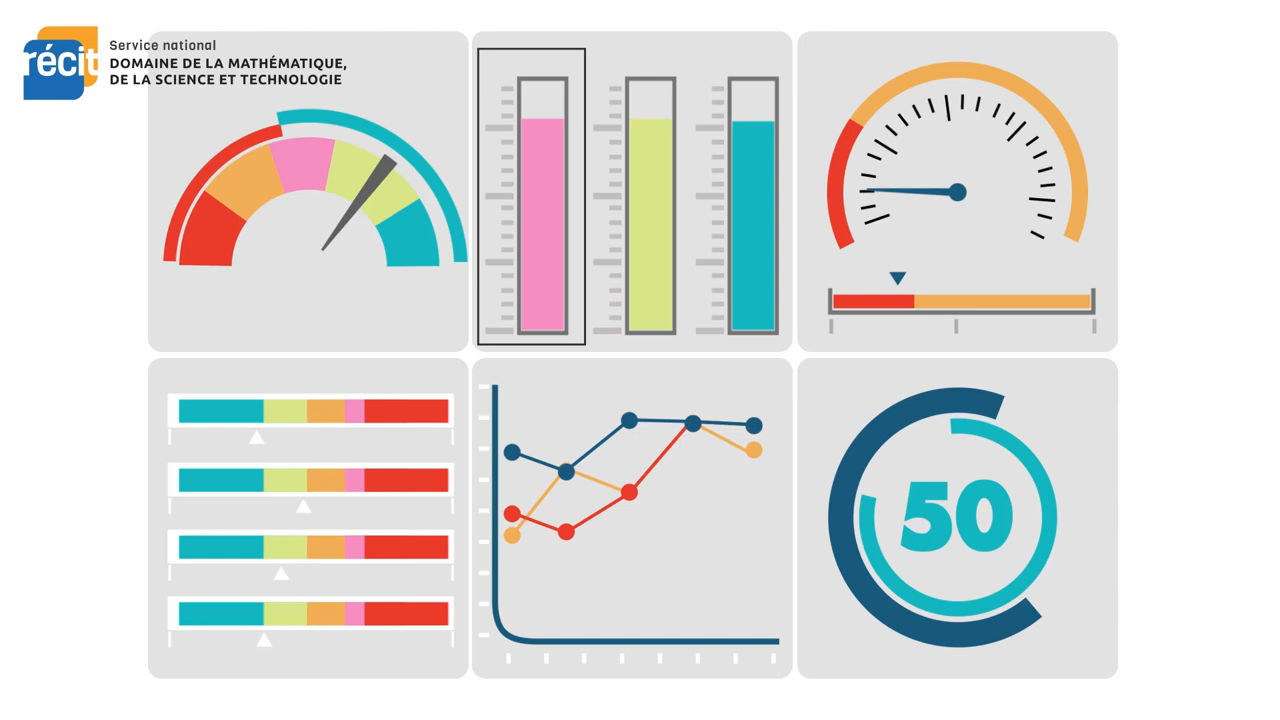 récit
Service national
DOMAINE DE LA MATHÉMATIQUE,
DE LA SCIENCE ET TECHNOLOGIE
50